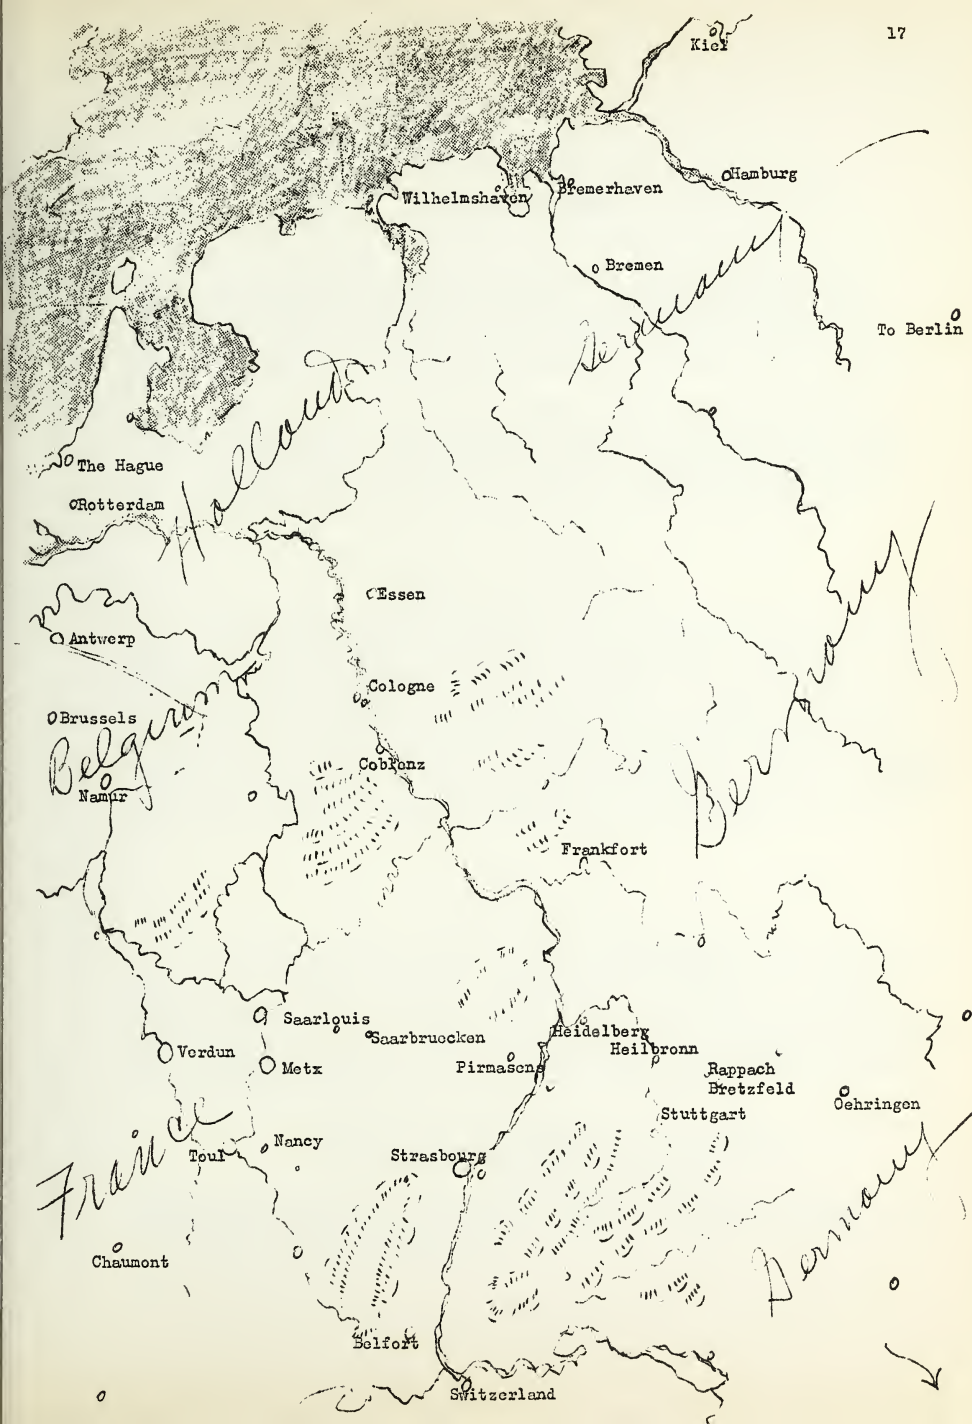 17
Kiel
Hamburg
Wilhelmshaven
Bremerhaven
Bremen
Germany
To Berlin
Holland
The Hague
Rotterdam
Essen
Antwerp
Cologne
Brussels
Belgium
Germany
Coblenz
Namur
Frankfort
Saarlouis
Saarbruecken
Heidelberg
Heilbronn
Verdun
Metx
Pirmasens
Rappach
Bretzfeld
Oehringen
Stuttgart
France
Nancy
Toul
Strasbourg
Germany
Chaumont
Belfort
Switzerland